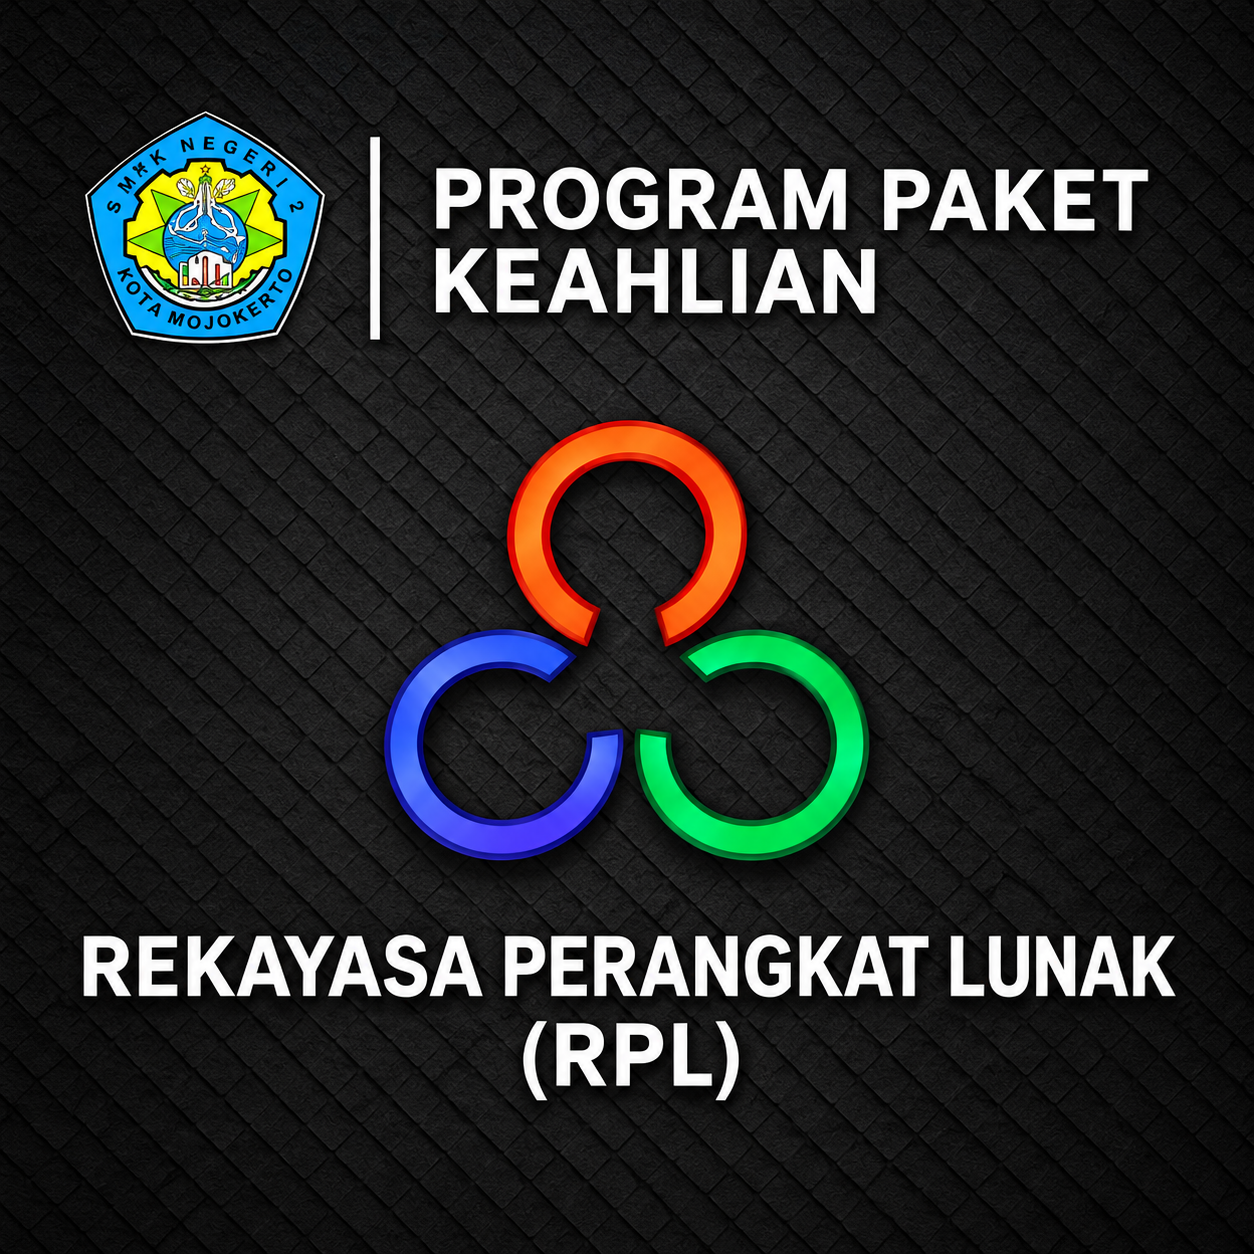 SMK NEGERI 2
KOTA MOJOKERTO
PROGRAM PAKET
KEAHLIAN
REKAYASA PERANGKAT LUNAK
(RPL)